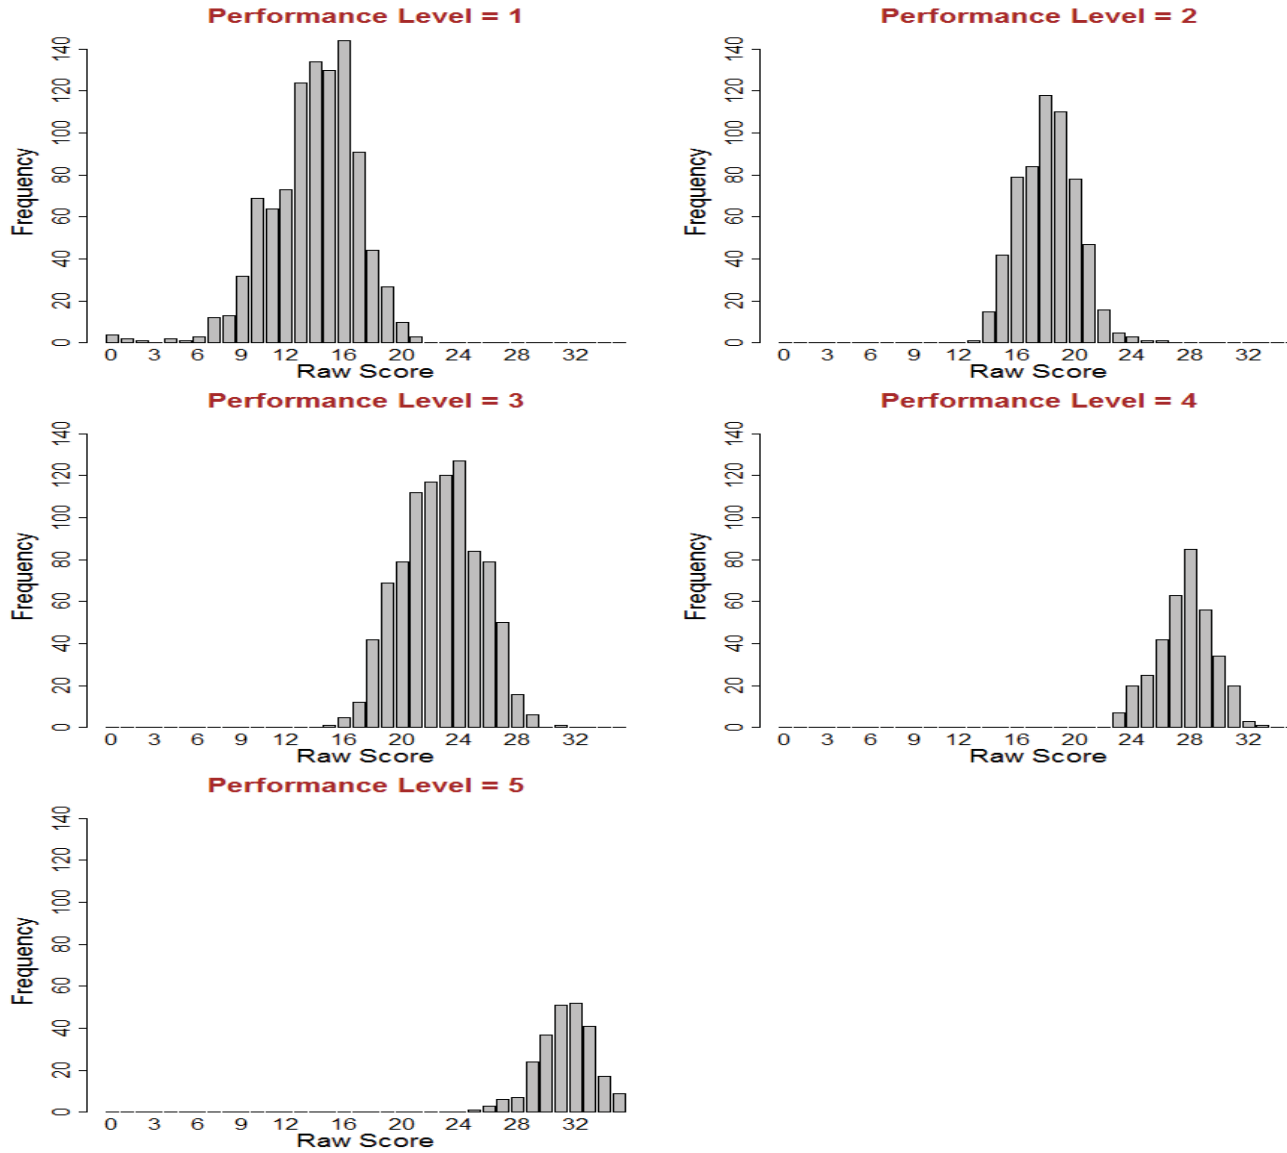 Performance Level = 1
Frequency
140
120
100
80
60
40
20
0
0 3 6 9 12 16 20 24 28 32
Raw Score
Performance Level = 2
Frequency
140
120
100
80
60
40
20
0
0 3 6 9 12 16 20 24 28 32
Raw Score
Performance Level = 3
Frequency
140
120
100
80
60
40
20
0
0 3 6 9 12 16 20 24 28 32
Raw Score
Performance Level = 4
Frequency
140
120
100
80
60
40
20
0
0 3 6 9 12 16 20 24 28 32
Raw Score
Performance Level = 5
Frequency
140
120
100
80
60
40
20
0
0 3 6 9 12 16 20 24 28 32
Raw Score